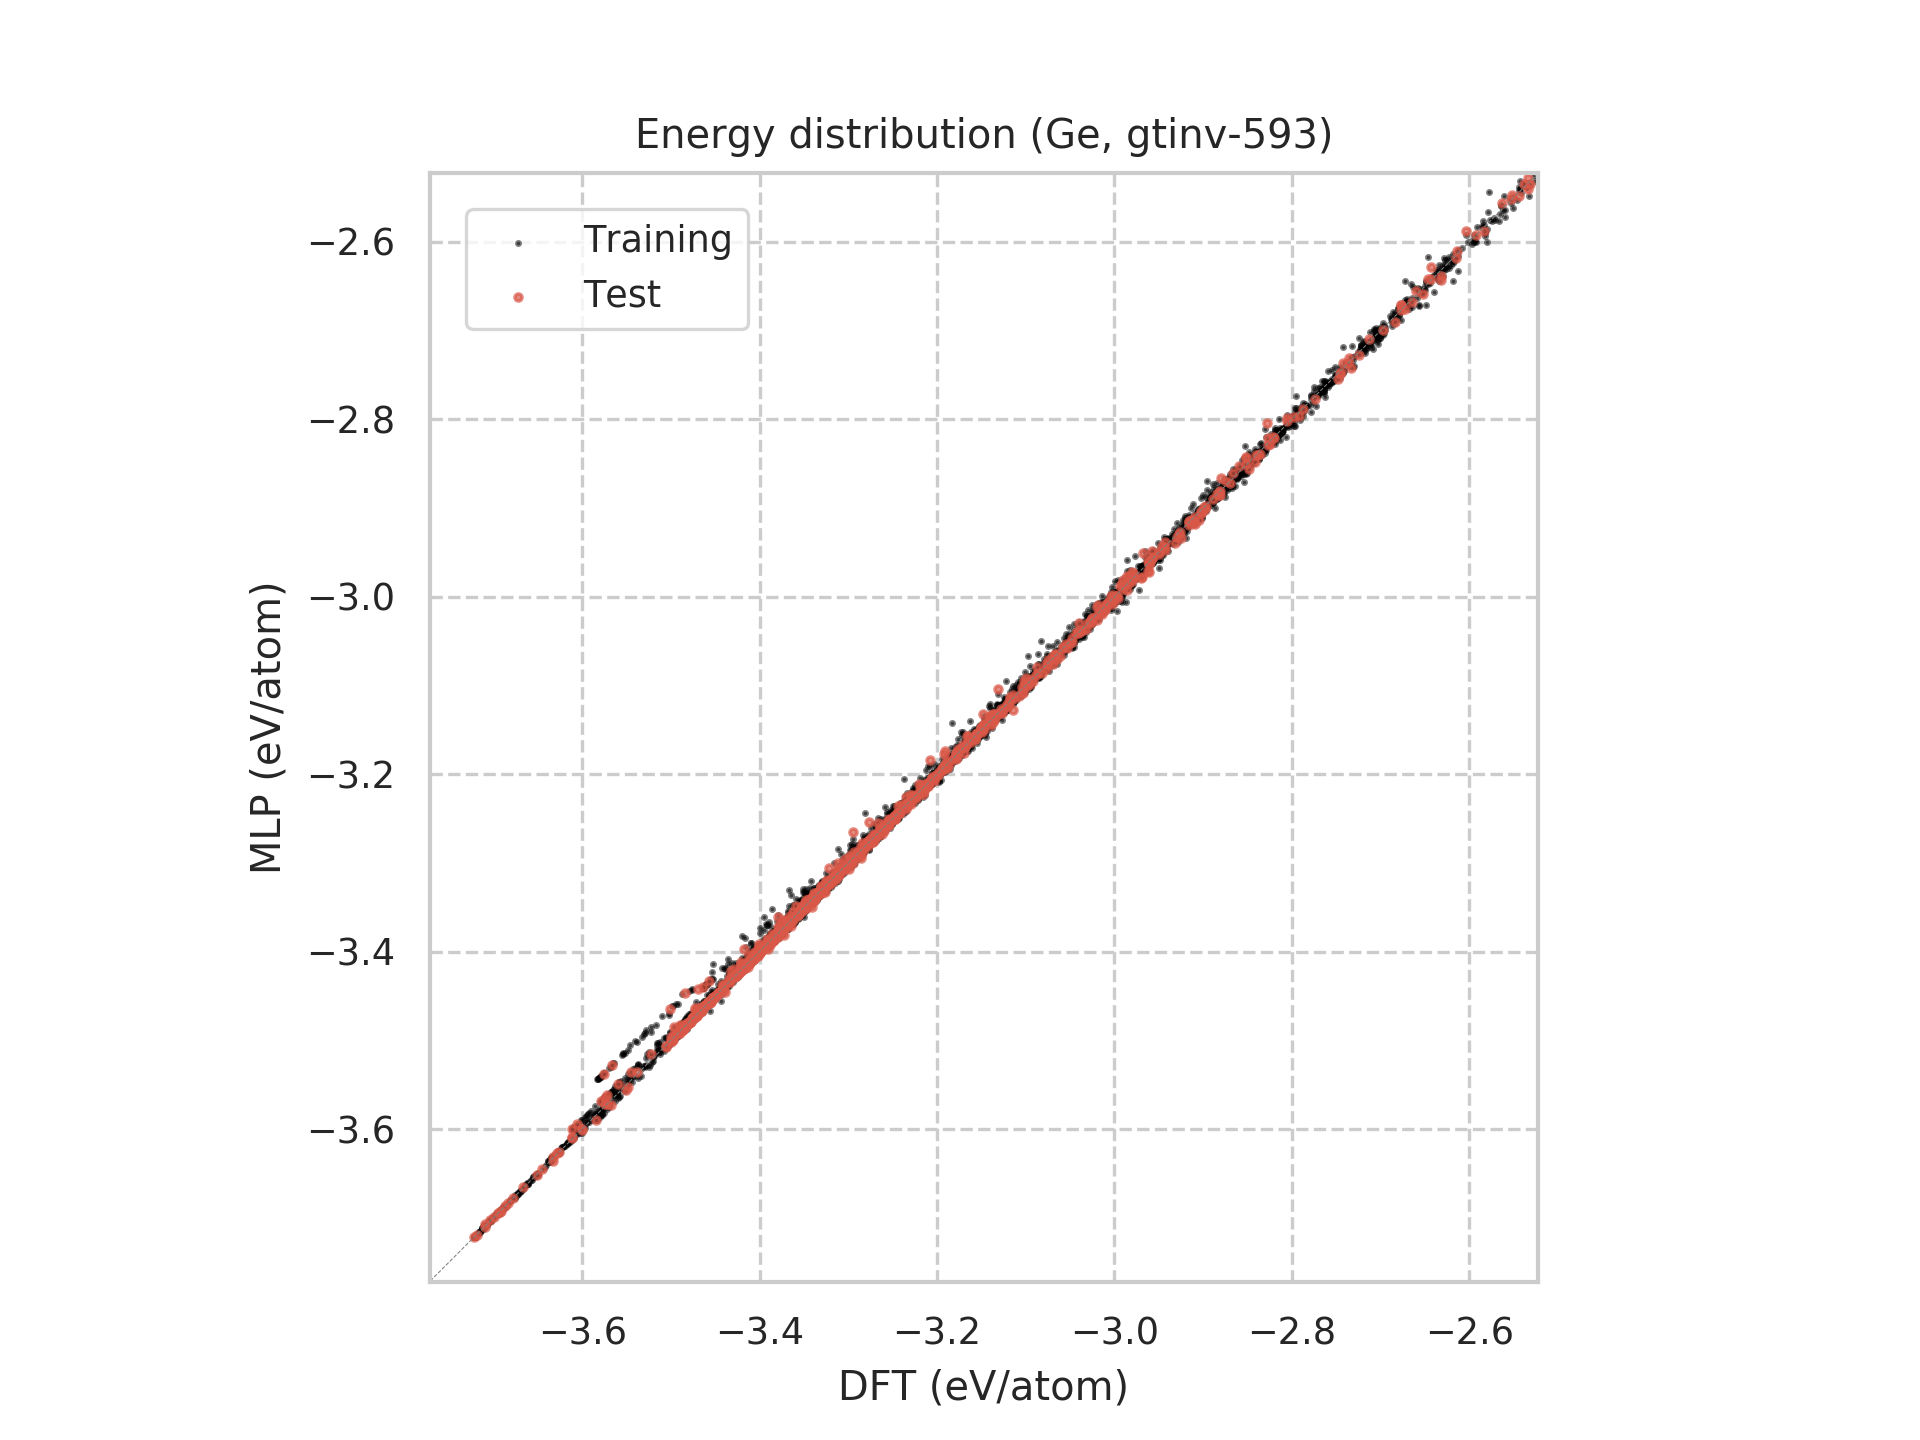 Energy distribution (Ge, gtinv-593)
Training
Test
−2.6
−2.8
−3.0
−3.2
−3.4
−3.6
MLP (eV/atom)
−3.6 −3.4 −3.2 −3.0 −2.8 −2.6
DFT (eV/atom)